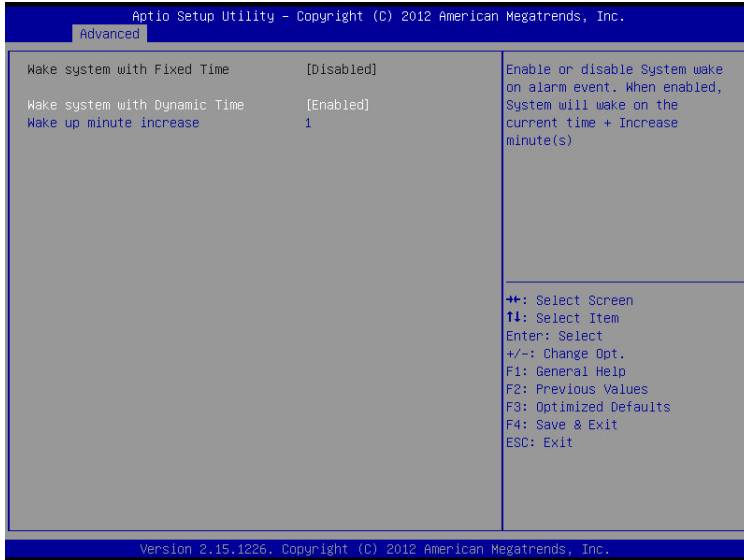 Aptio Setup Utility – Copyright (C) 2012 American Megatrends, Inc.
Advanced
Wake system with Fixed Time [Disabled]
Wake system with Dynamic Time [Enabled]
Wake up minute increase 1
Enable or disable System wake
on alarm event. When enabled,
System will wake on the
current time + Increase
minute(s)
→←: Select Screen
↑↓: Select Item
Enter: Select
+/-: Change Opt.
F1: General Help
F2: Previous Values
F3: Optimized Defaults
F4: Save & Exit
ESC: Exit
Version 2.15.1226. Copyright (C) 2012 American Megatrends, Inc.